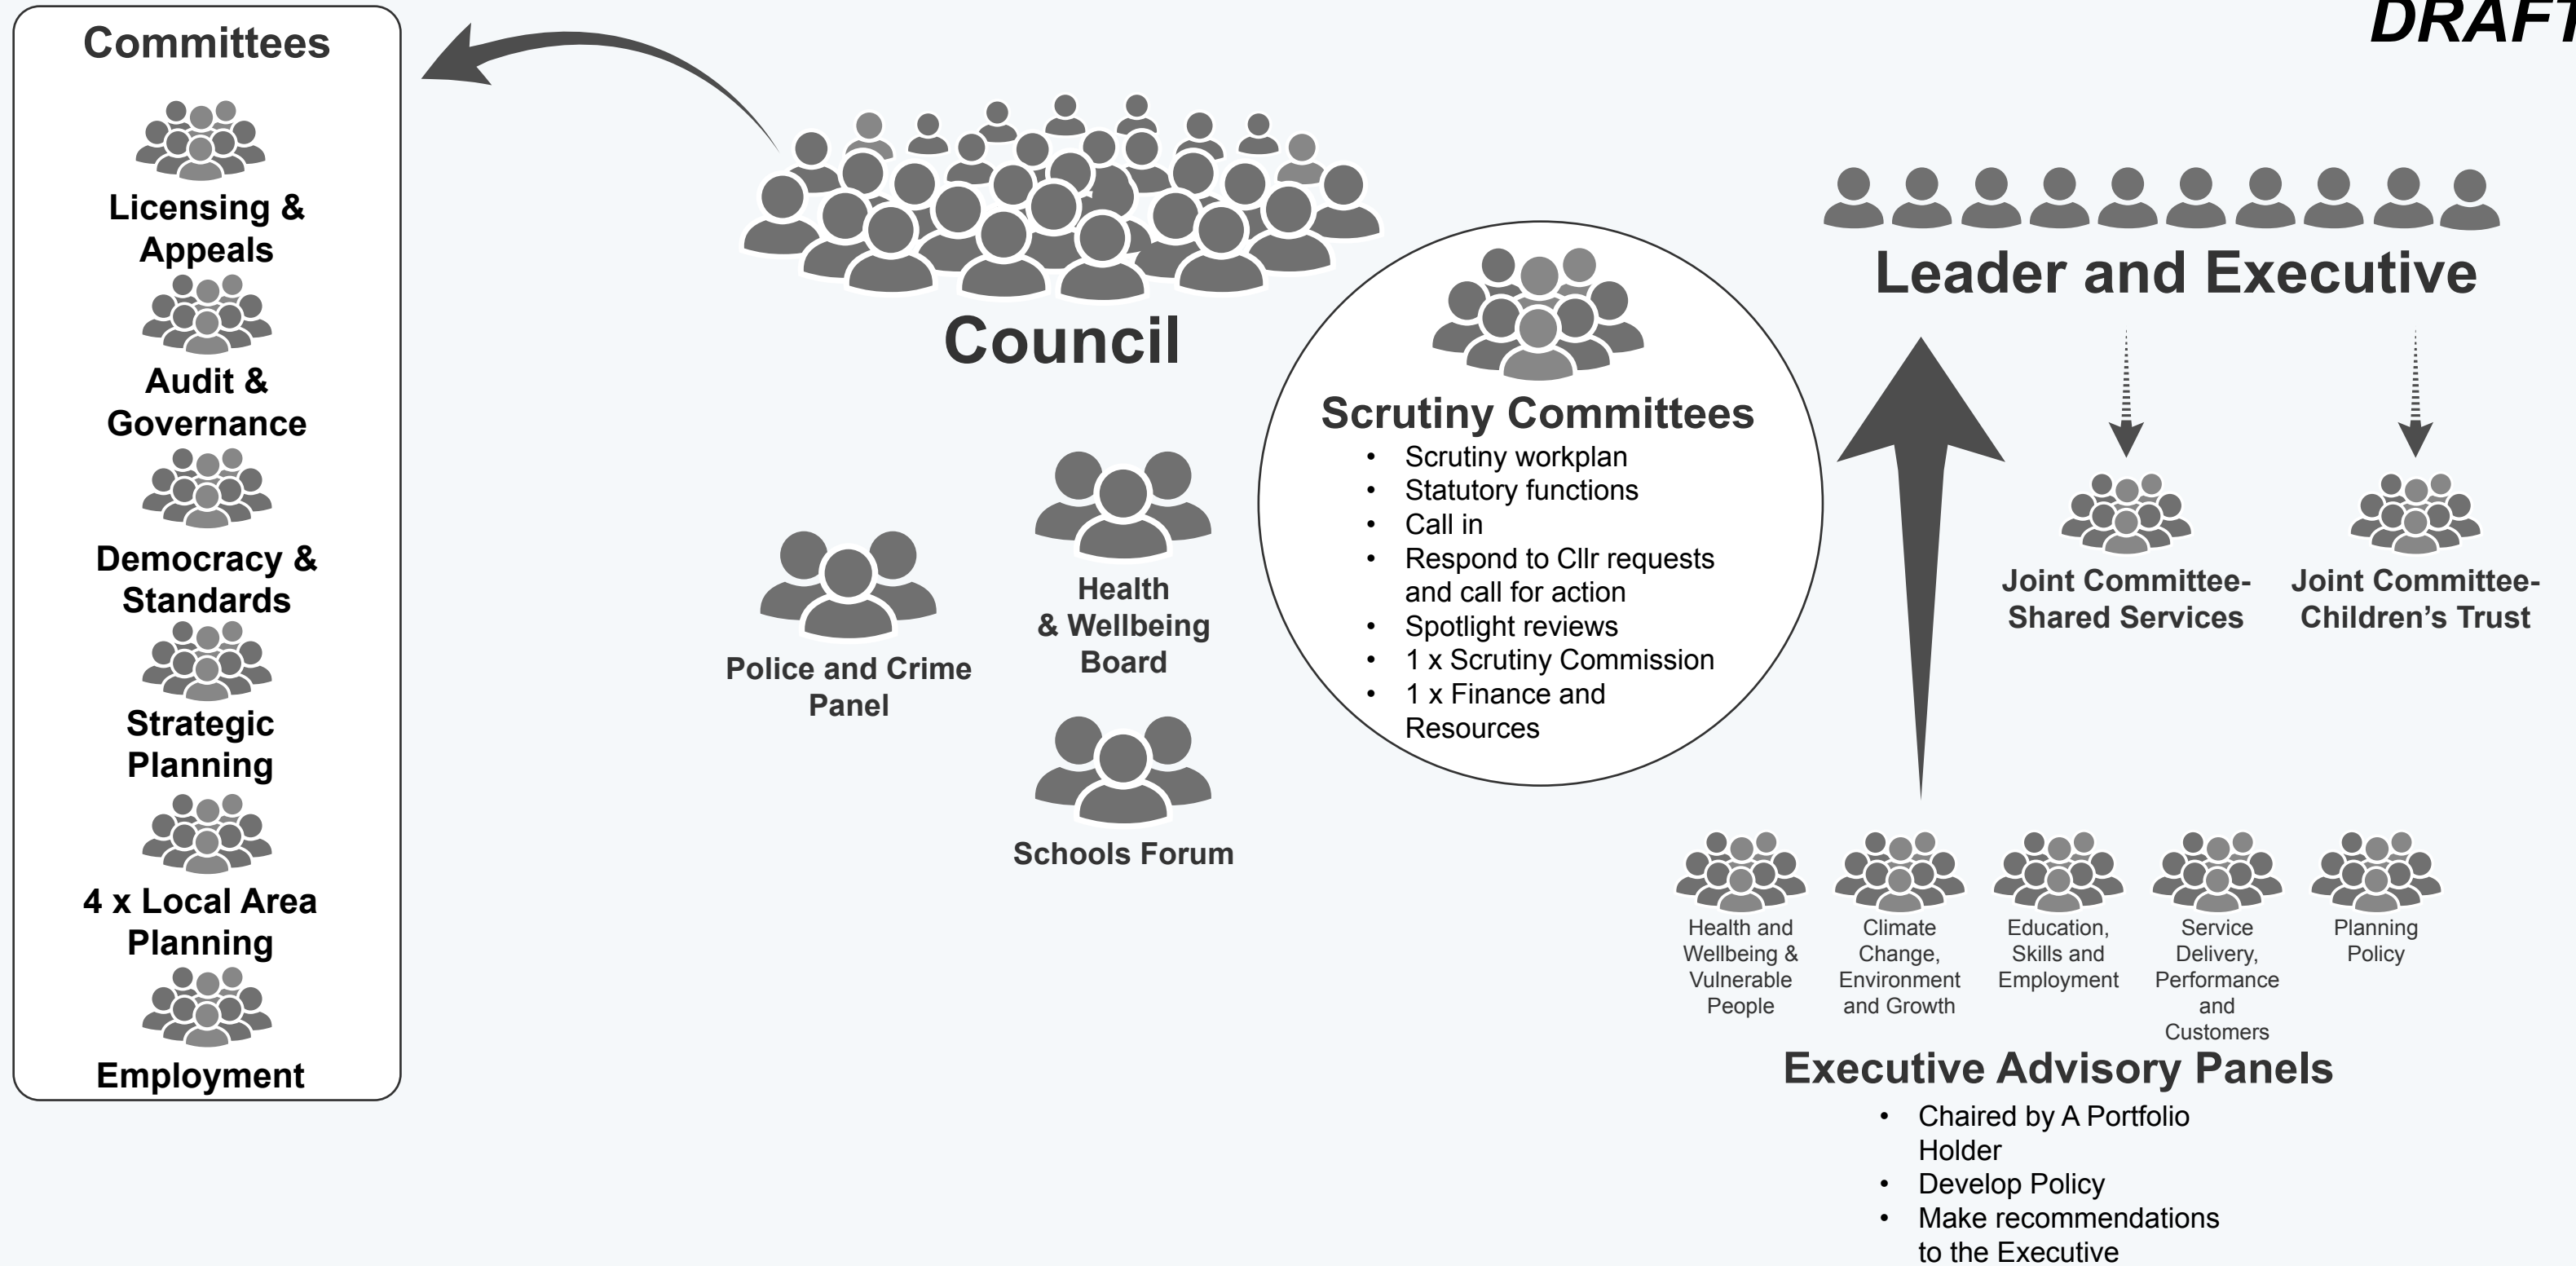 DRAFT
Committees
Licensing &
Appeals
Audit &
Governance
Democracy &
Standards
Strategic
Planning
4 x Local Area
Planning
Employment
Council
Police and Crime
Panel
Health
& Wellbeing
Board
Schools Forum
Scrutiny Committees
• Scrutiny workplan
• Statutory functions
• Call in
• Respond to Cllr requests
and call for action
• Spotlight reviews
• 1 x Scrutiny Commission
• 1 x Finance and
Resources
Leader and Executive
Joint Committee-
Shared Services
Joint Committee-
Children’s Trust
Health and
Wellbeing &
Vulnerable
People
Climate
Change,
Environment
and Growth
Education,
Skills and
Employment
Service
Delivery,
Performance
and
Customers
Planning
Policy
Executive Advisory Panels
• Chaired by A Portfolio
Holder
• Develop Policy
• Make recommendations
to the Executive